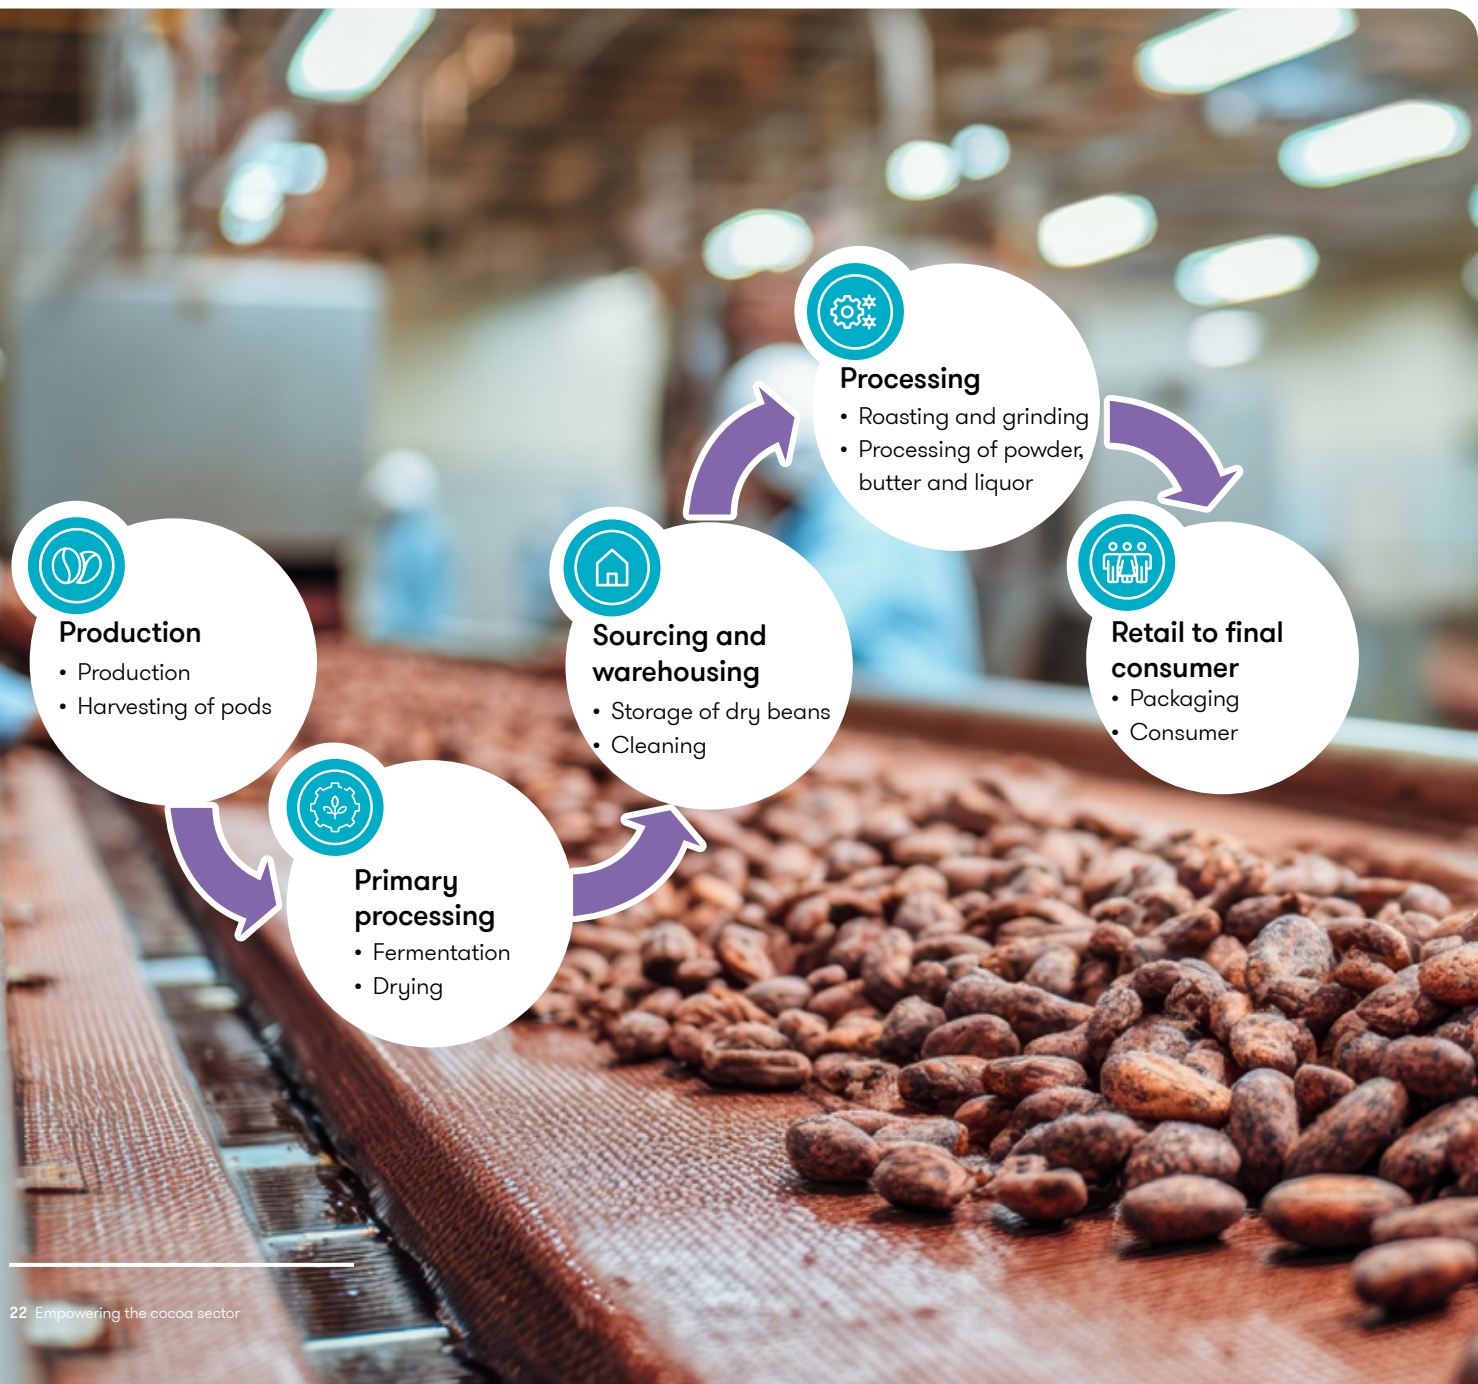 Production
• Production
• Harvesting of pods
Primary
processing
• Fermentation
• Drying
Sourcing and
warehousing
• Storage of dry beans
• Cleaning
Processing
• Roasting and grinding
• Processing of powder,
butter and liquor
Retail to final
consumer
• Packaging
• Consumer
22 Empowering the cocoa sector